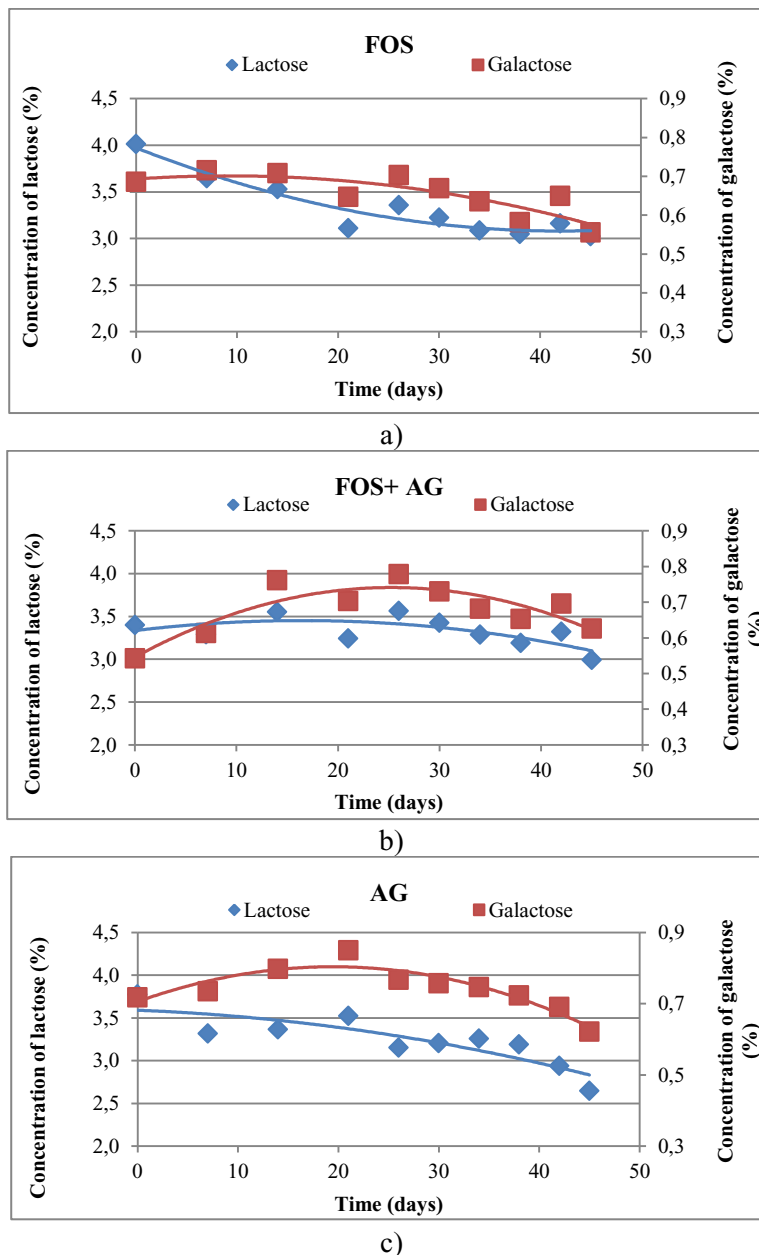 FOS
Lactose Galactose
Concentration of lactose (%)
4,5
4,0
3,5
3,0
2,5
2,0
0,9
0,8
0,7
0,6
0,5
0,4
0,3
Concentration of galactose (%)
0 10 20 30 40 50
Time (days)
a)
FOS+ AG
Lactose Galactose
Concentration of lactose (%)
4,5
4,0
3,5
3,0
2,5
2,0
0,9
0,8
0,7
0,6
0,5
0,4
0,3
Concentration of galactose
(%)
0 10 20 30 40 50
Time (days)
b)
AG
Lactose Galactose
Concentration of lactose (%)
4,5
4,0
3,5
3,0
2,5
2,0
0,9
0,7
0,5
0,3
Concentration of galactose
(%)
0 10 20 30 40 50
Time (days)
c)